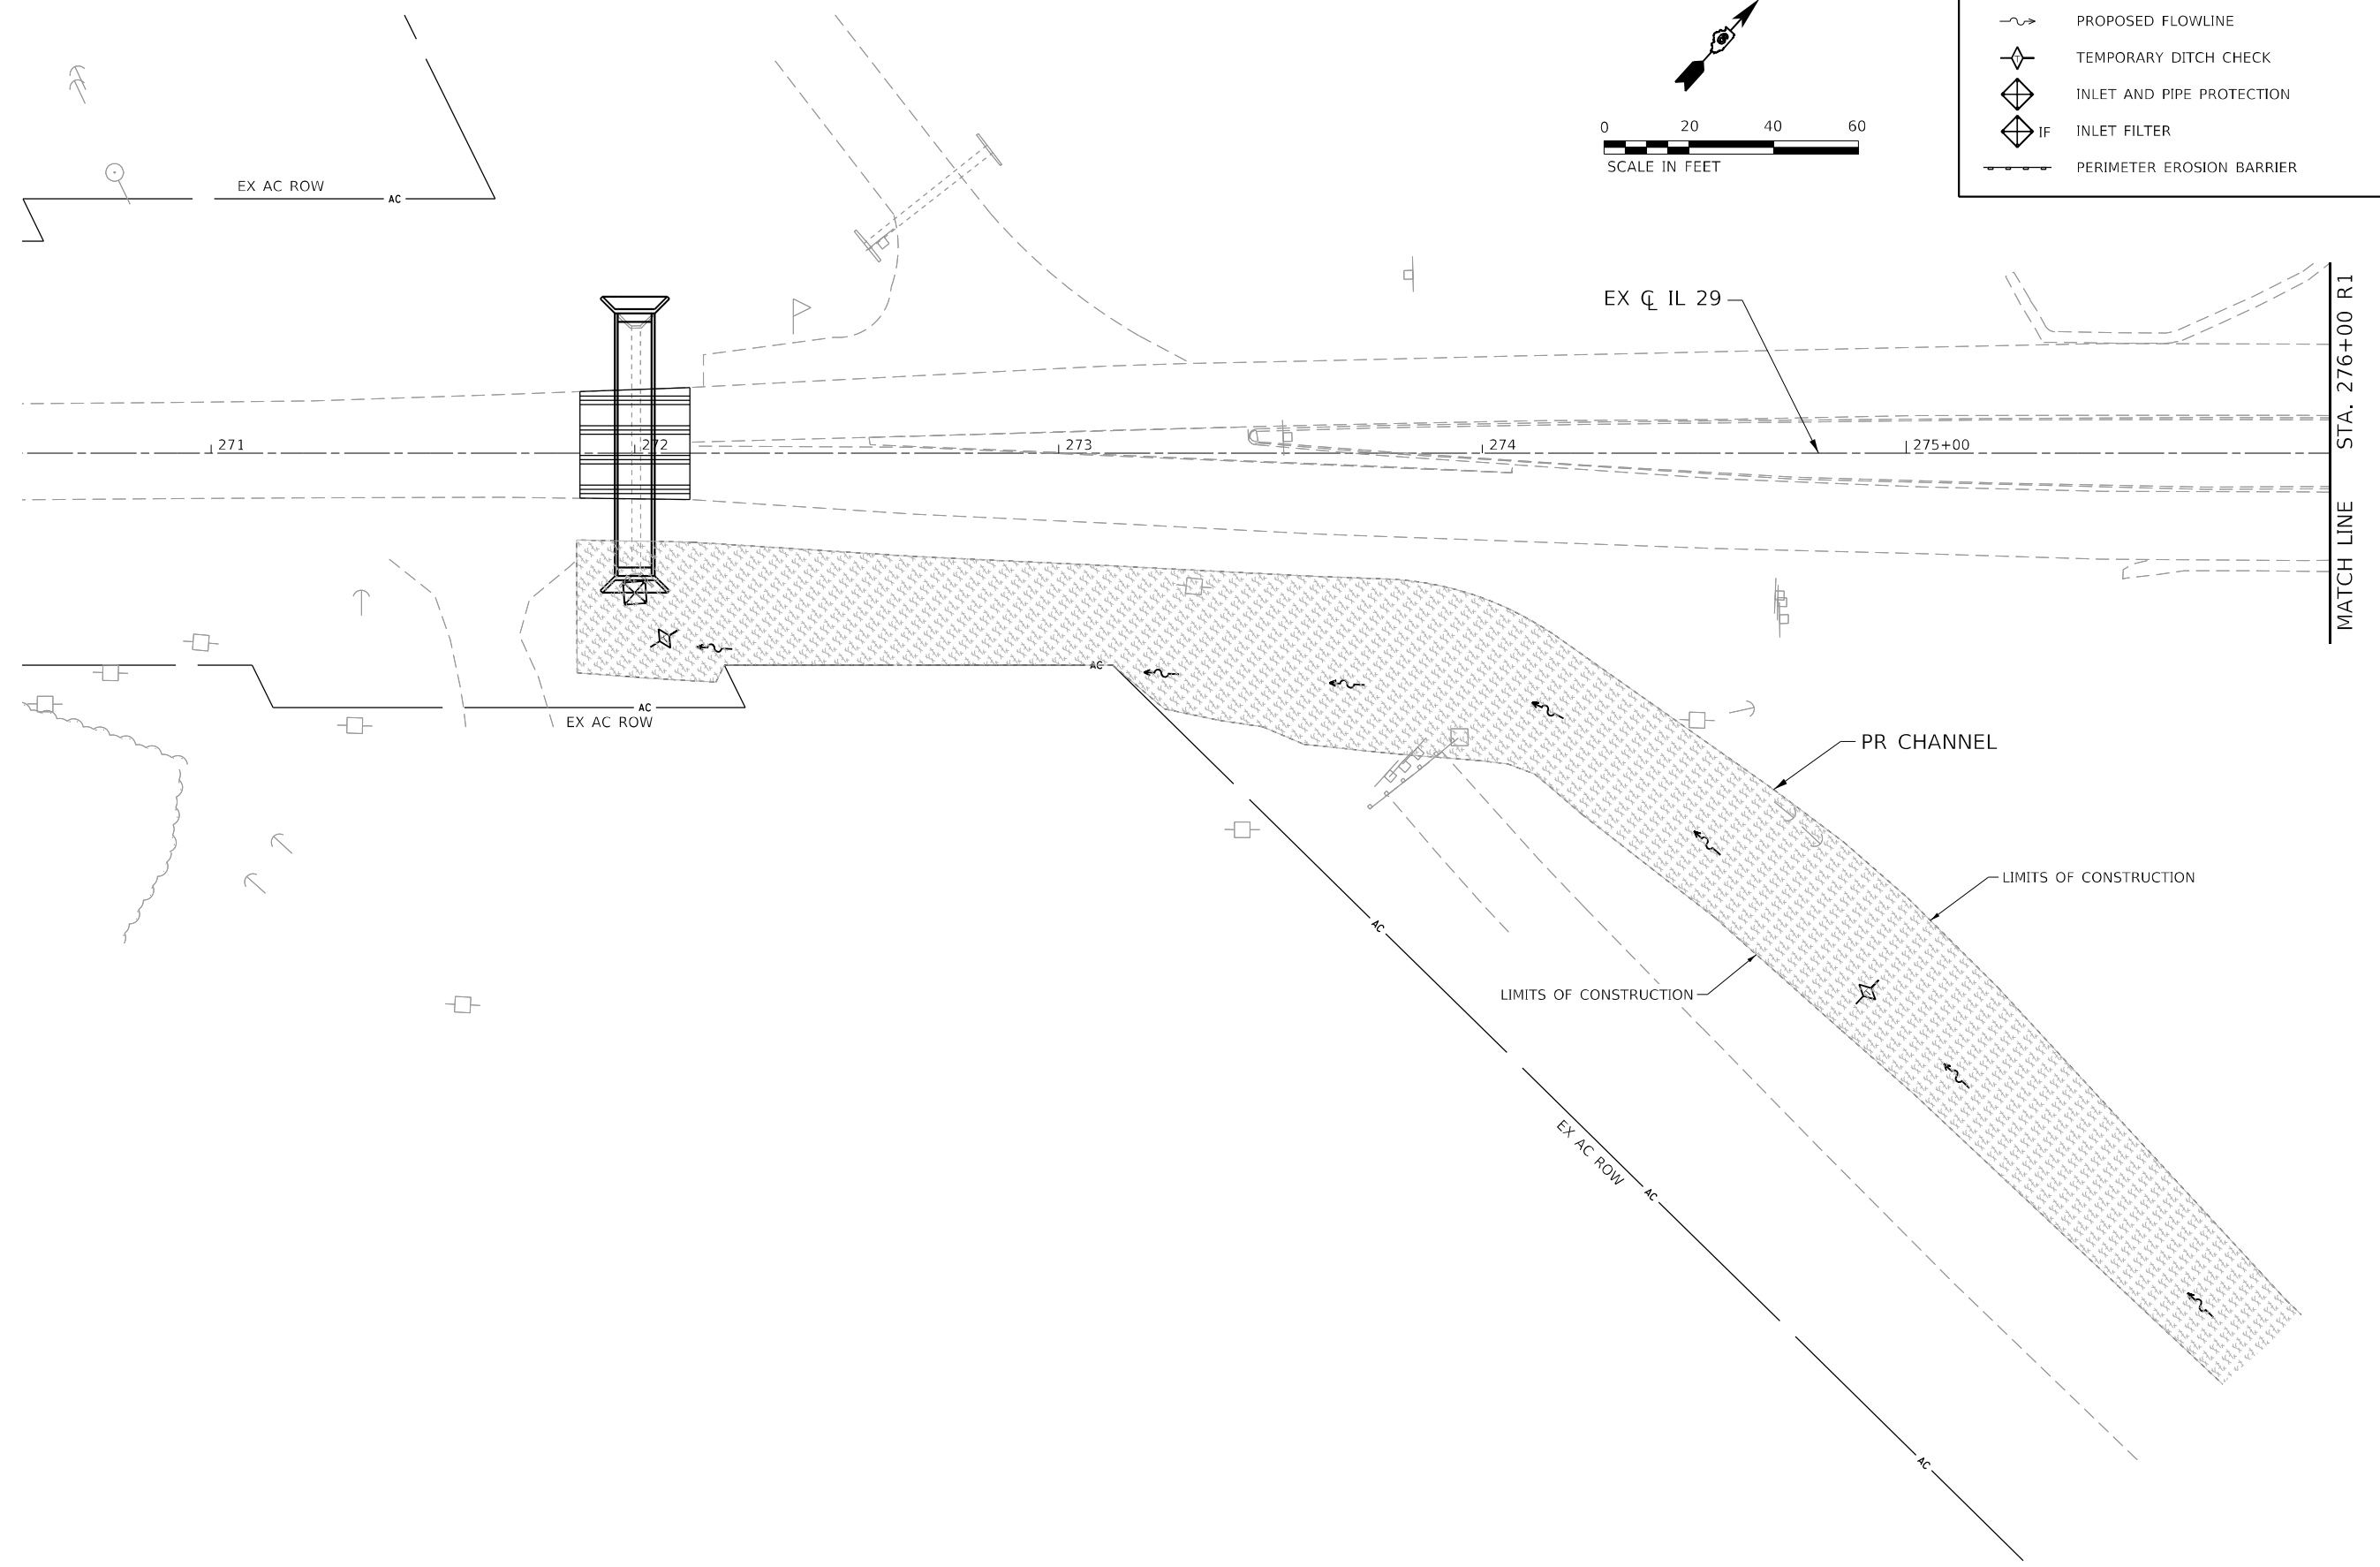 PROPOSED FLOWLINE
TEMPORARY DITCH CHECK
INLET AND PIPE PROTECTION
IF INLET FILTER
PERIMETER EROSION BARRIER
0 20 40 60
SCALE IN FEET
EX AC ROW
AC
EX ℄ IL 29
STA. 276+00 R1
MATCH LINE
271
272
273
274
275+00
AC
AC
EX AC ROW
PR CHANNEL
LIMITS OF CONSTRUCTION
AC
LIMITS OF CONSTRUCTION
EX AC ROW
AC
AC